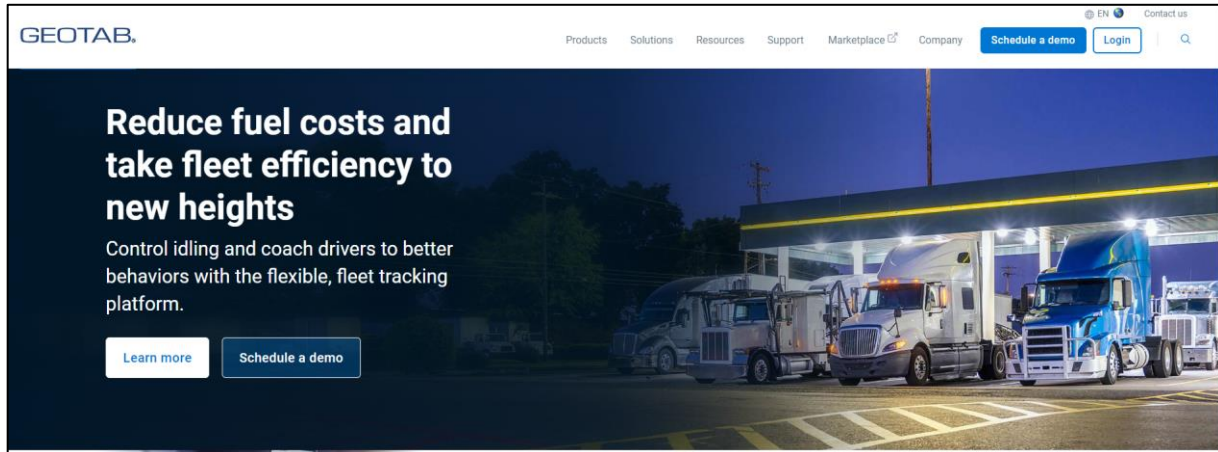 EN
Contact us
GEOTAB®
Products
Solutions
Resources
Support
Marketplace
Company
Schedule a demo
Login
Reduce fuel costs and
take fleet efficiency to
new heights
Control idling and coach drivers to better
behaviors with the flexible, fleet tracking
platform.
Learn more
Schedule a demo